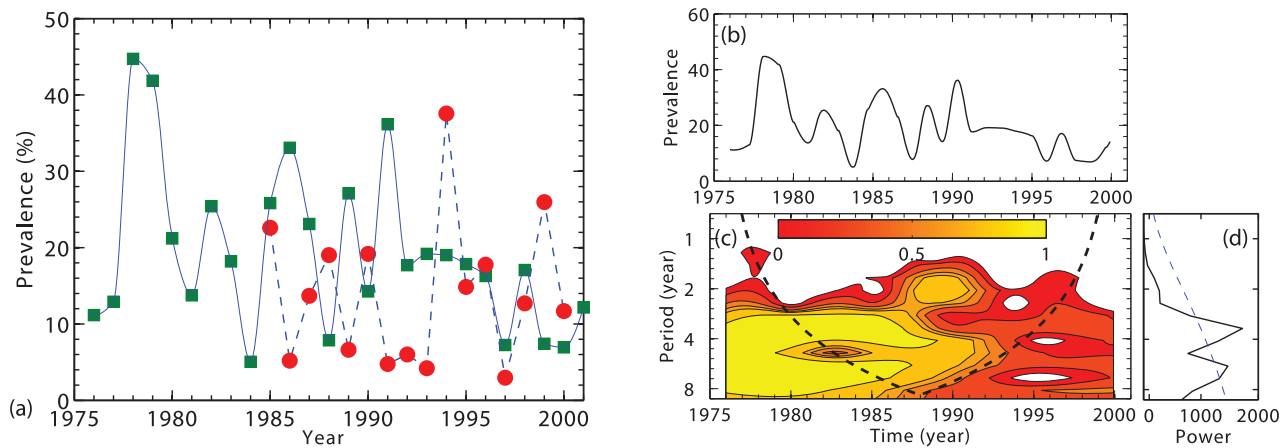 50
40
30
20
10
0
Prevalence (%)
(a)
1975 1980 1985 1990 1995 2000
Year
60
40
20
0
Prevalence
(b)
1975 1980 1985 1990 1995 2000
(c)
0 0.5 1
1
2
4
8
Period (year)
1975 1980 1985 1990 1995 2000
Time (year)
(d)
0 1000 2000
Power